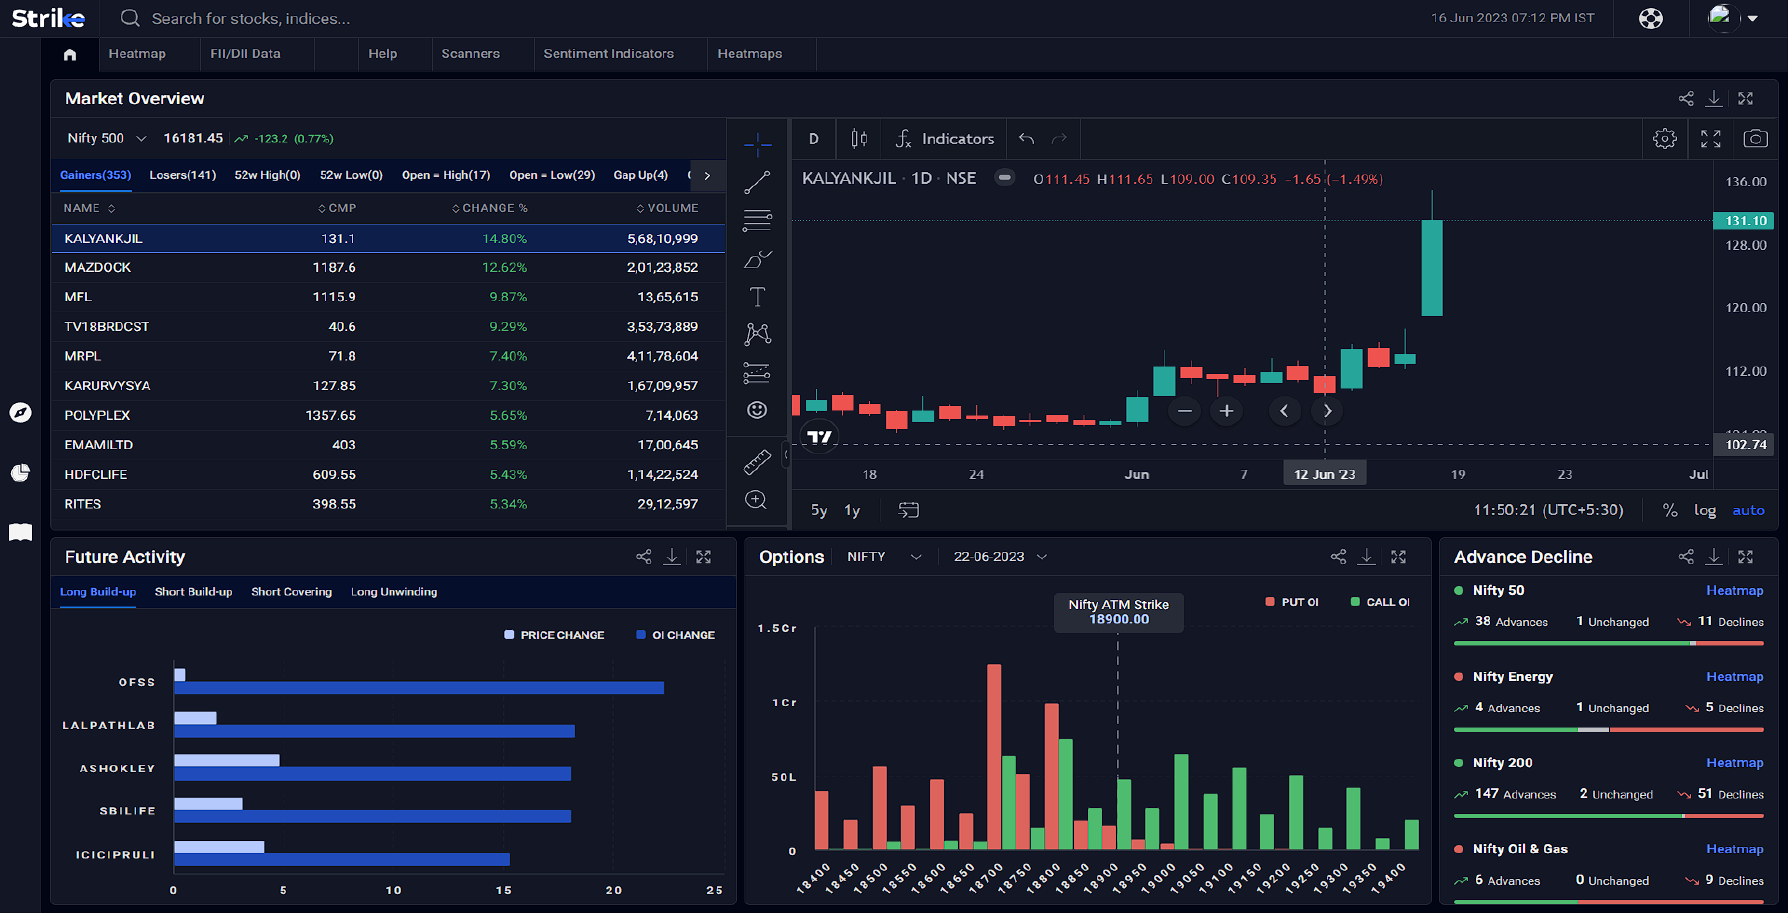 Strike
Search for stocks, indices...
16 Jun 2023 07:12 PM IST
Heatmap
FII/DII Data
Help
Scanners
Sentiment Indicators
Heatmaps
Market Overview
Nifty 500 16181.45 -123.2 (0.77%)
Gainers(353) Losers(141) 52w High(0) 52w Low(0) Open = High(17) Open = Low(29) Gap Up(4)
NAME CMP CHANGE % VOLUME
KALYANKJIL 131.1 14.80% 5,68,10,999
MAZDOCK 1187.6 12.62% 2,01,23,852
MFL 1115.9 9.87% 13,65,615
TV18BRDCST 40.6 9.29% 3,53,73,889
MRPL 71.8 7.40% 4,11,78,604
KARURVYSYA 127.85 7.30% 1,67,09,957
POLYPLEX 1357.65 5.65% 7,14,063
EMAMILTD 403 5.59% 17,00,645
HDFCLIFE 609.55 5.43% 1,14,22,524
RITES 398.55 5.34% 29,12,597
D
Indicators
KALYANKJIL · 1D · NSE O111.45 H111.65 L109.00 C109.35 -1.65 (-1.49%)
136.00
131.10
128.00
120.00
112.00
102.74
18 24 Jun 7 12 Jun '23 19 23 Jul
5y 1y
11:50:21 (UTC+5:30) % log auto
Future Activity
Long Build-up Short Build-up Short Covering Long Unwinding
PRICE CHANGE OI CHANGE
OFSS
LALPATHLAB
ASHOKLEY
SBILIFE
ICICIPRULI
0 5 10 15 20 25
Options NIFTY 22-06-2023
Nifty ATM Strike
18900.00
PUT OI CALL OI
1.5Cr
1Cr
50L
0
18400 18450 18500 18550 18600 18650 18700 18750 18800 18850 18900 18950 19000 19050 19100 19150 19200 19250 19300 19350 19400
Advance Decline
Nifty 50 Heatmap
38 Advances 1 Unchanged 11 Declines
Nifty Energy Heatmap
4 Advances 1 Unchanged 5 Declines
Nifty 200 Heatmap
147 Advances 2 Unchanged 51 Declines
Nifty Oil & Gas Heatmap
6 Advances 0 Unchanged 9 Declines